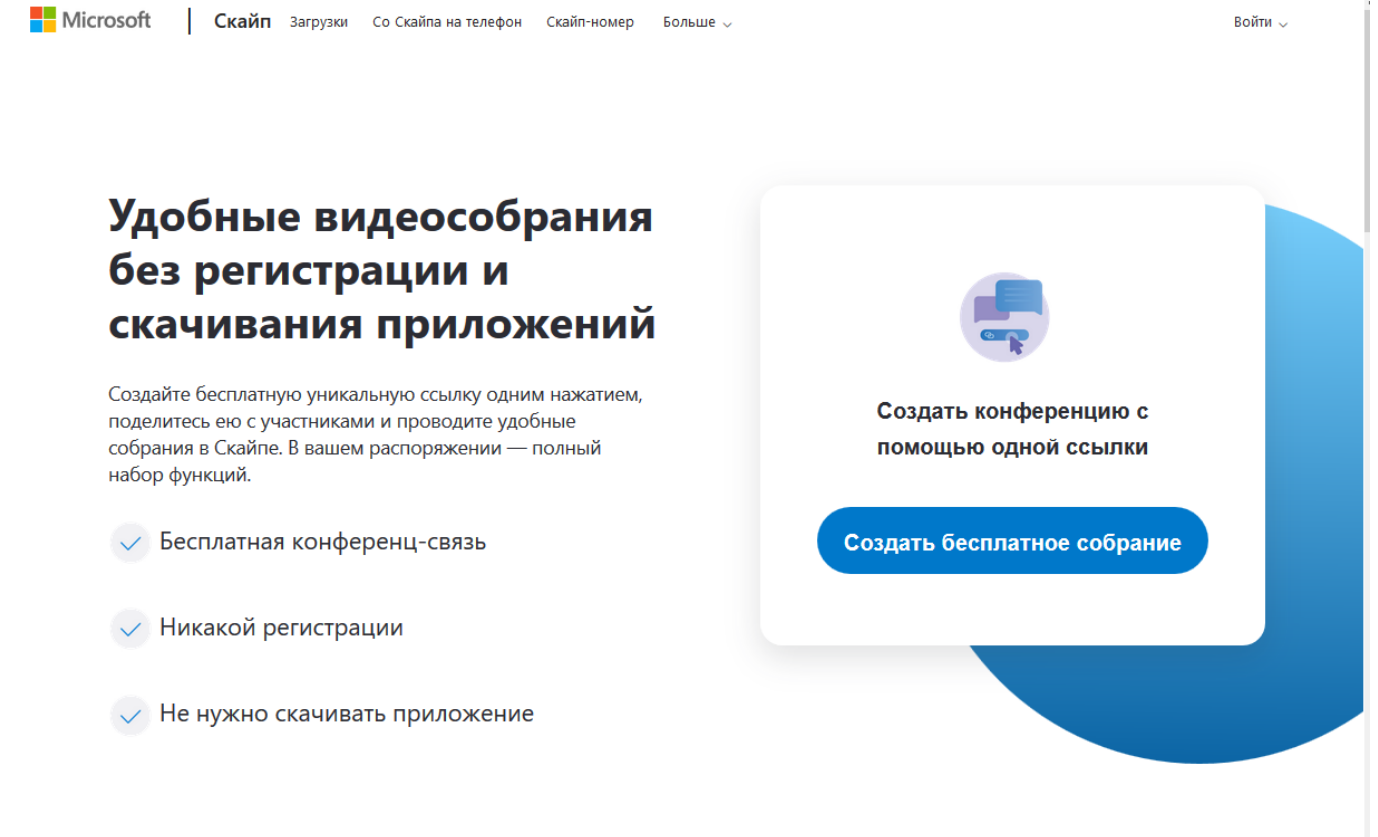 Microsoft | Скайп Загрузки Со Скайпа на телефон Скайп-номер Больше Войти
Удобные видеособрания
без регистрации и
скачивания приложений
Создайте бесплатную уникальную ссылку одним нажатием,
поделитесь ею с участниками и проводите удобные
собрания в Скайпе. В вашем распоряжении — полный
набор функций.
Бесплатная конференц-связь
Никакой регистрации
Не нужно скачивать приложение
Создать конференцию с
помощью одной ссылки
Создать бесплатное собрание